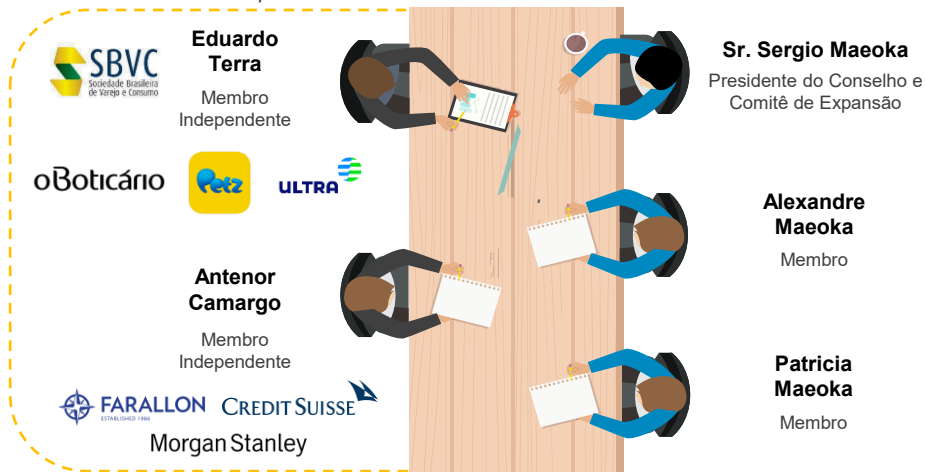 Eduardo
Terra
SBVC
Sociedade Brasileira
de Varejo e Consumo
Membro
Independente
oBoticário
Petz
ULTRA
Antenor
Camargo
Membro
Independente
FARALLON
ESTABLISHED 1986
CREDIT SUISSE
Morgan Stanley
Sr. Sergio Maeoka
Presidente do Conselho e
Comitê de Expansão
Alexandre
Maeoka
Membro
Patricia
Maeoka
Membro